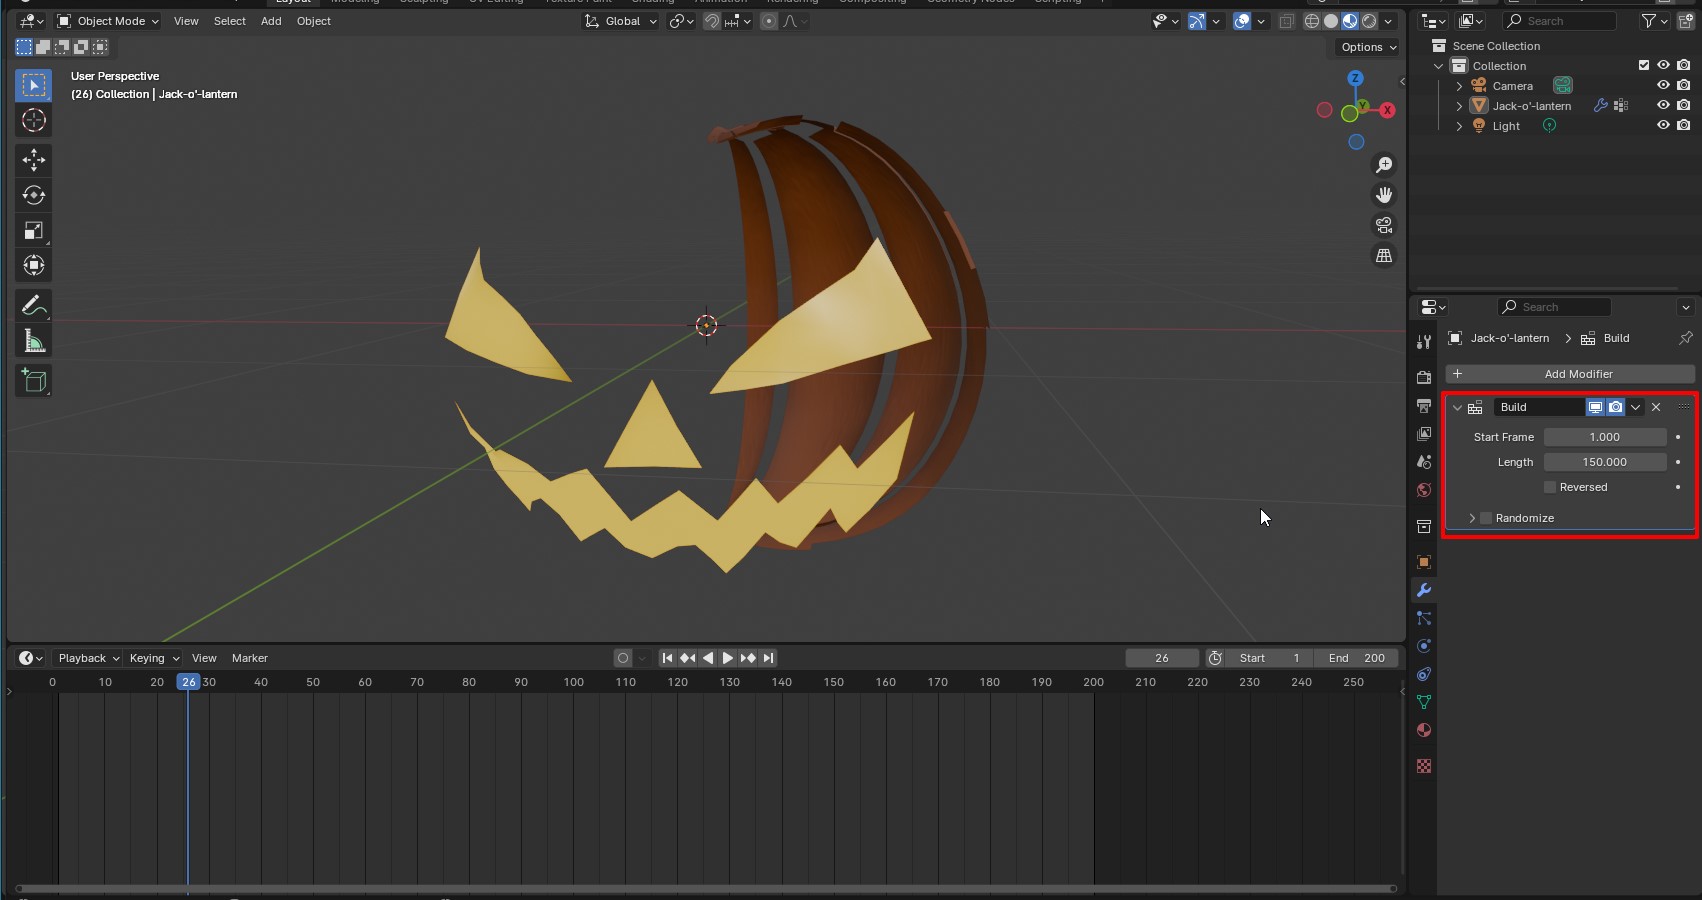 Object Mode View Select Add Object Global
Options
User Perspective
(26) Collection | Jack-o'-lantern
Z
Y
X
Search
Scene Collection
Collection
Camera
Jack-o'-lantern
Light
Search
Jack-o'-lantern Build
Add Modifier
Build
Start Frame 1.000
Length 150.000
Reversed
Randomize
Playback Keying View Marker 26 Start 1 End 200
0 10 20 26 30 40 50 60 70 80 90 100 110 120 130 140 150 160 170 180 190 200 210 220 230 240 250